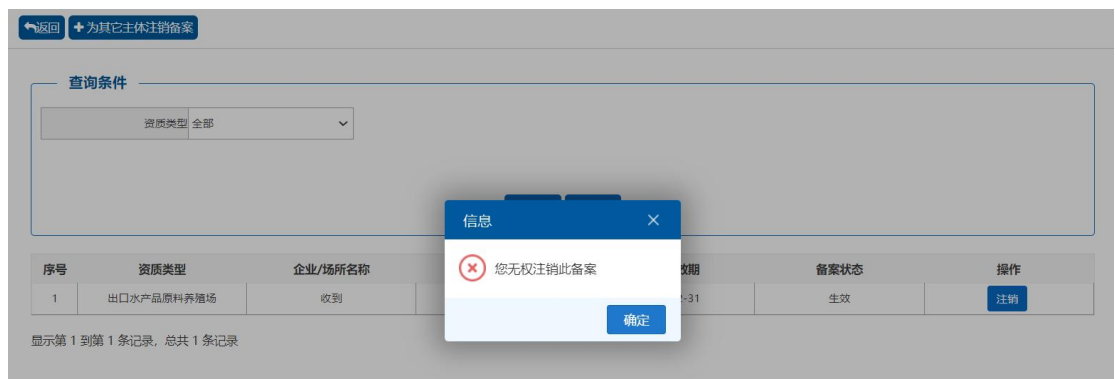 返回 为其它主体注销备案
查询条件
资质类型 全部
信息
您无权注销此备案
确定
序号 资质类型 企业/场所名称 效期 备案状态 操作
1 出口水产品原料养殖场 收到 2-31 生效 注销
显示第 1 到第 1 条记录，总共 1 条记录